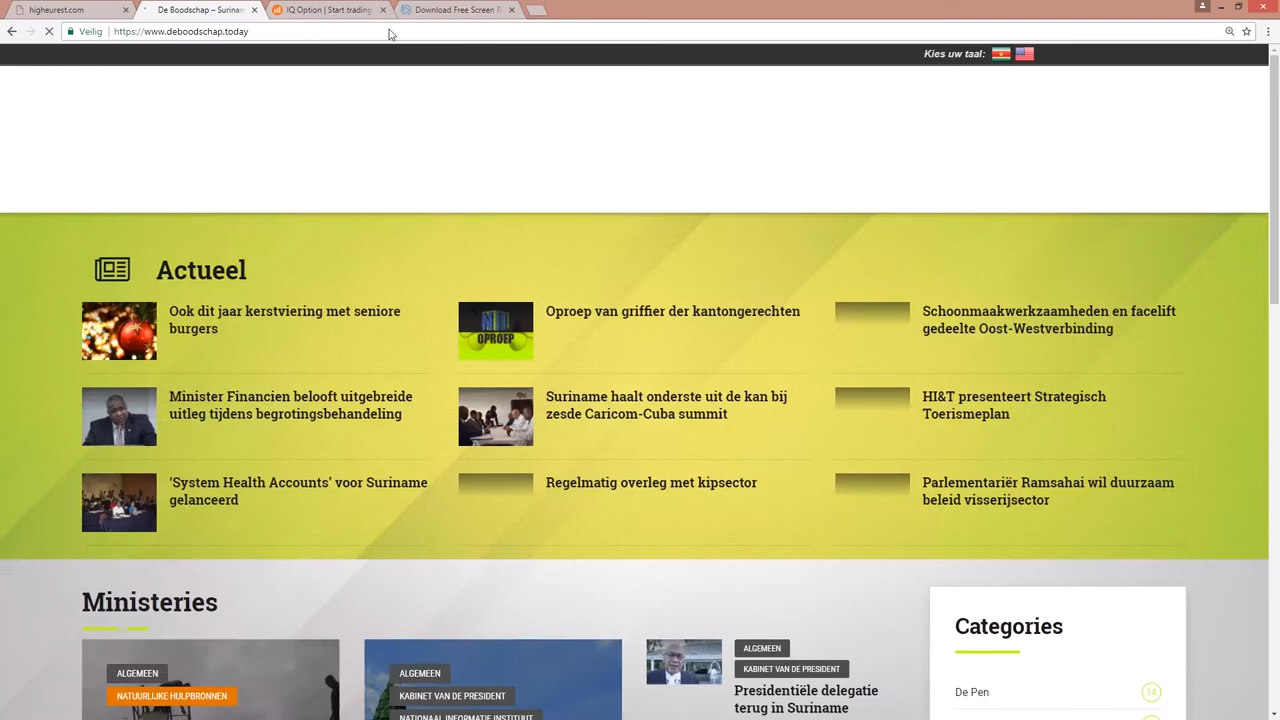 higheurest.com
De Boodschap – Surinam
IQ Option | Start trading
Download Free Screen R
Veilig
https://www.deboodschap.today
Kies uw taal:
Actueel
Ook dit jaar kerstviering met seniore
burgers
Oproep van griffier der kantongerechten
Schoonmaakwerkzaamheden en facelift
gedeelte Oost-Westverbinding
OPROEP
Minister Financien belooft uitgebreide
uitleg tijdens begrotingsbehandeling
Suriname haalt onderste uit de kan bij
zesde Caricom-Cuba summit
HI&T presenteert Strategisch
Toerismeplan
‘System Health Accounts’ voor Suriname
gelanceerd
Regelmatig overleg met kipsector
Parlementariër Ramsahai wil duurzaam
beleid visserijsector
Ministeries
ALGEMEEN
NATUURLIJKE HULPBRONNEN
ALGEMEEN
KABINET VAN DE PRESIDENT
NATIONAAL INFORMATIE INSTITUUT
ALGEMEEN
KABINET VAN DE PRESIDENT
Presidentiële delegatie
terug in Suriname
Categories
De Pen
14